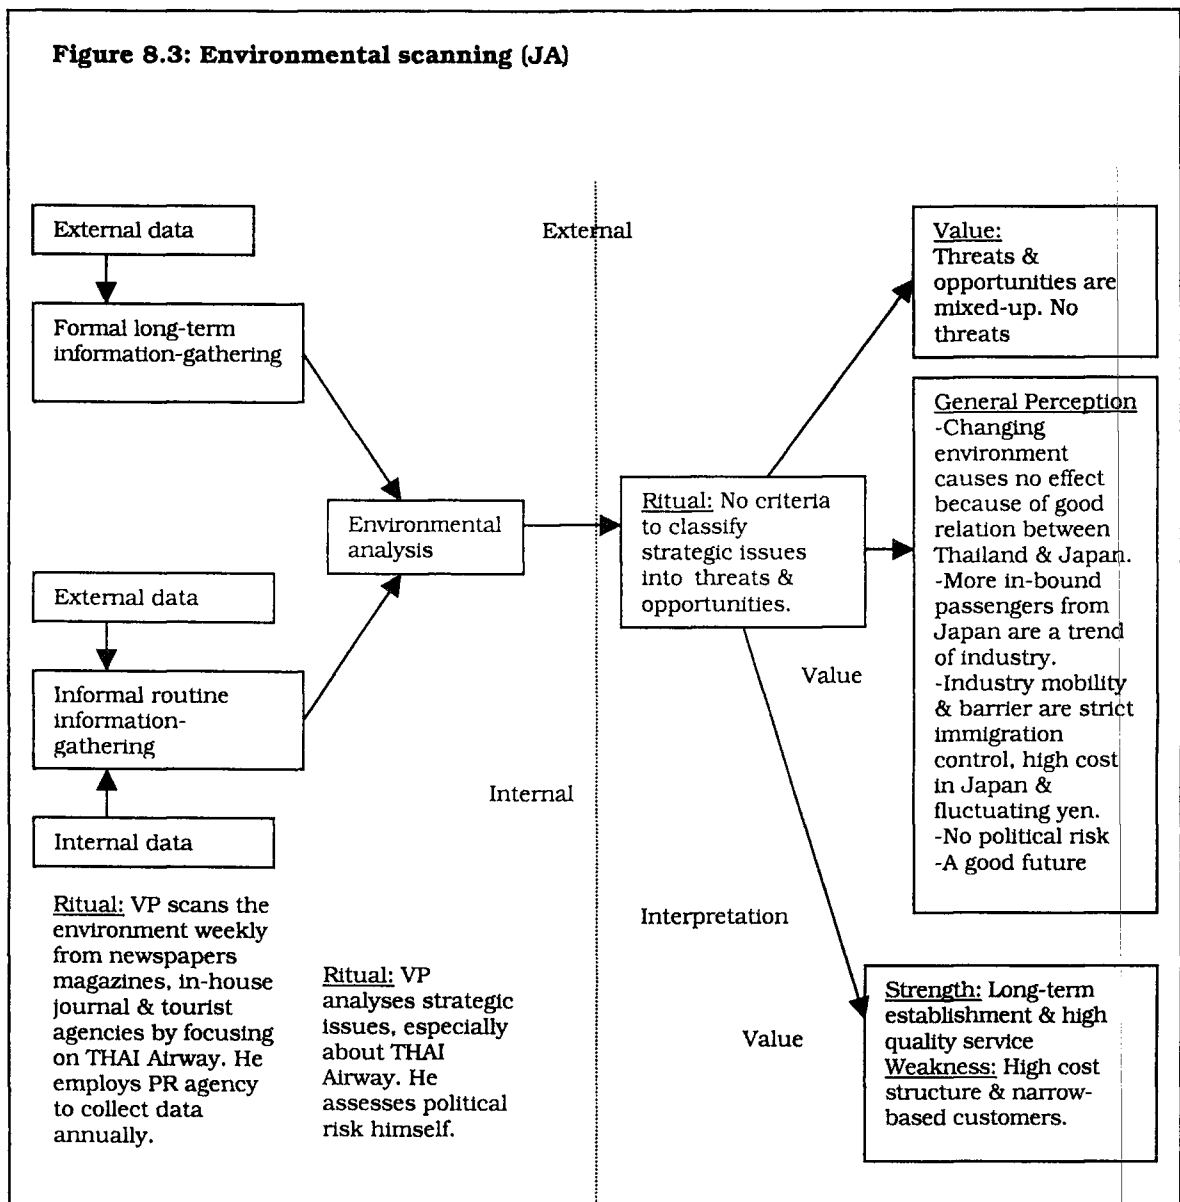 Figure 8.3: Environmental scanning (JA)
External data
External
Formal long-term
information-gathering
Environmental
analysis
External data
Informal routine
information-
gathering
Internal
Internal data
Ritual: VP scans the
environment weekly
from newspapers
magazines, in-house
journal & tourist
agencies by focusing
on THAI Airway. He
employs PR agency
to collect data
annually.
Ritual: VP
analyses strategic
issues, especially
about THAI
Airway. He
assesses political
risk himself.
Ritual: No criteria
to classify
strategic issues
into threats &
opportunities.
Value
Interpretation
Value
Value:
Threats &
opportunities are
mixed-up. No
threats
General Perception
-Changing
environment
causes no effect
because of good
relation between
Thailand & Japan.
-More in-bound
passengers from
Japan are a trend
of industry.
-Industry mobility
& barrier are strict
immigration
control, high cost
in Japan &
fluctuating yen.
-No political risk
-A good future
Strength: Long-term
establishment & high
quality service
Weakness: High cost
structure & narrow-
based customers.